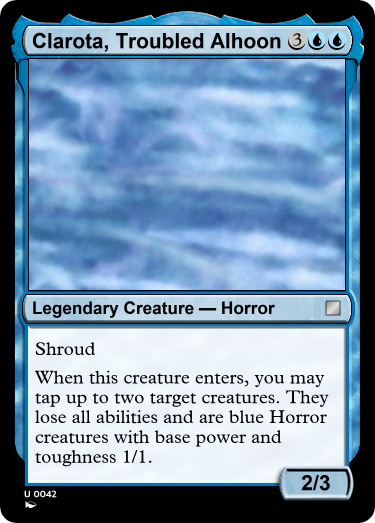 Clarota, Troubled Alhoon 3
Legendary Creature — Horror
Shroud
When this creature enters, you may
tap up to two target creatures. They
lose all abilities and are blue Horror
creatures with base power and
toughness 1/1.
2/3
U 0042